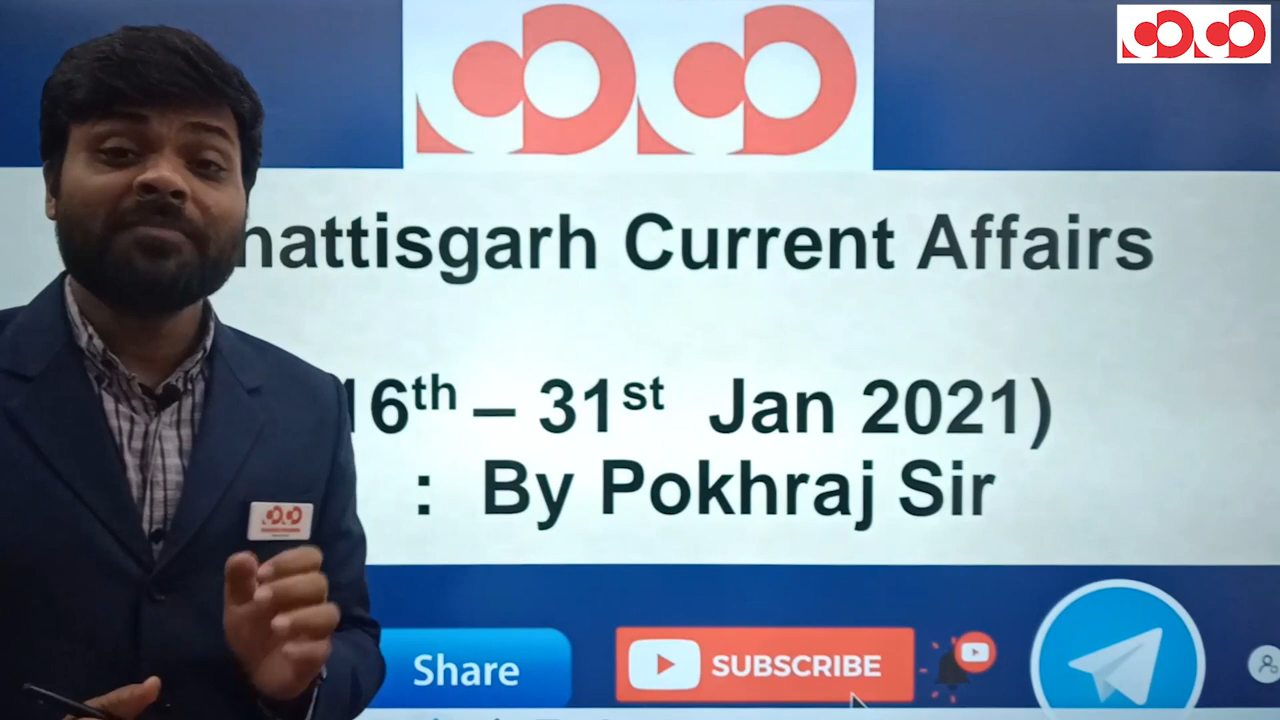 hattisgarh Current Affairs
16th – 31st Jan 2021)
: By Pokhraj Sir
Share
SUBSCRIBE